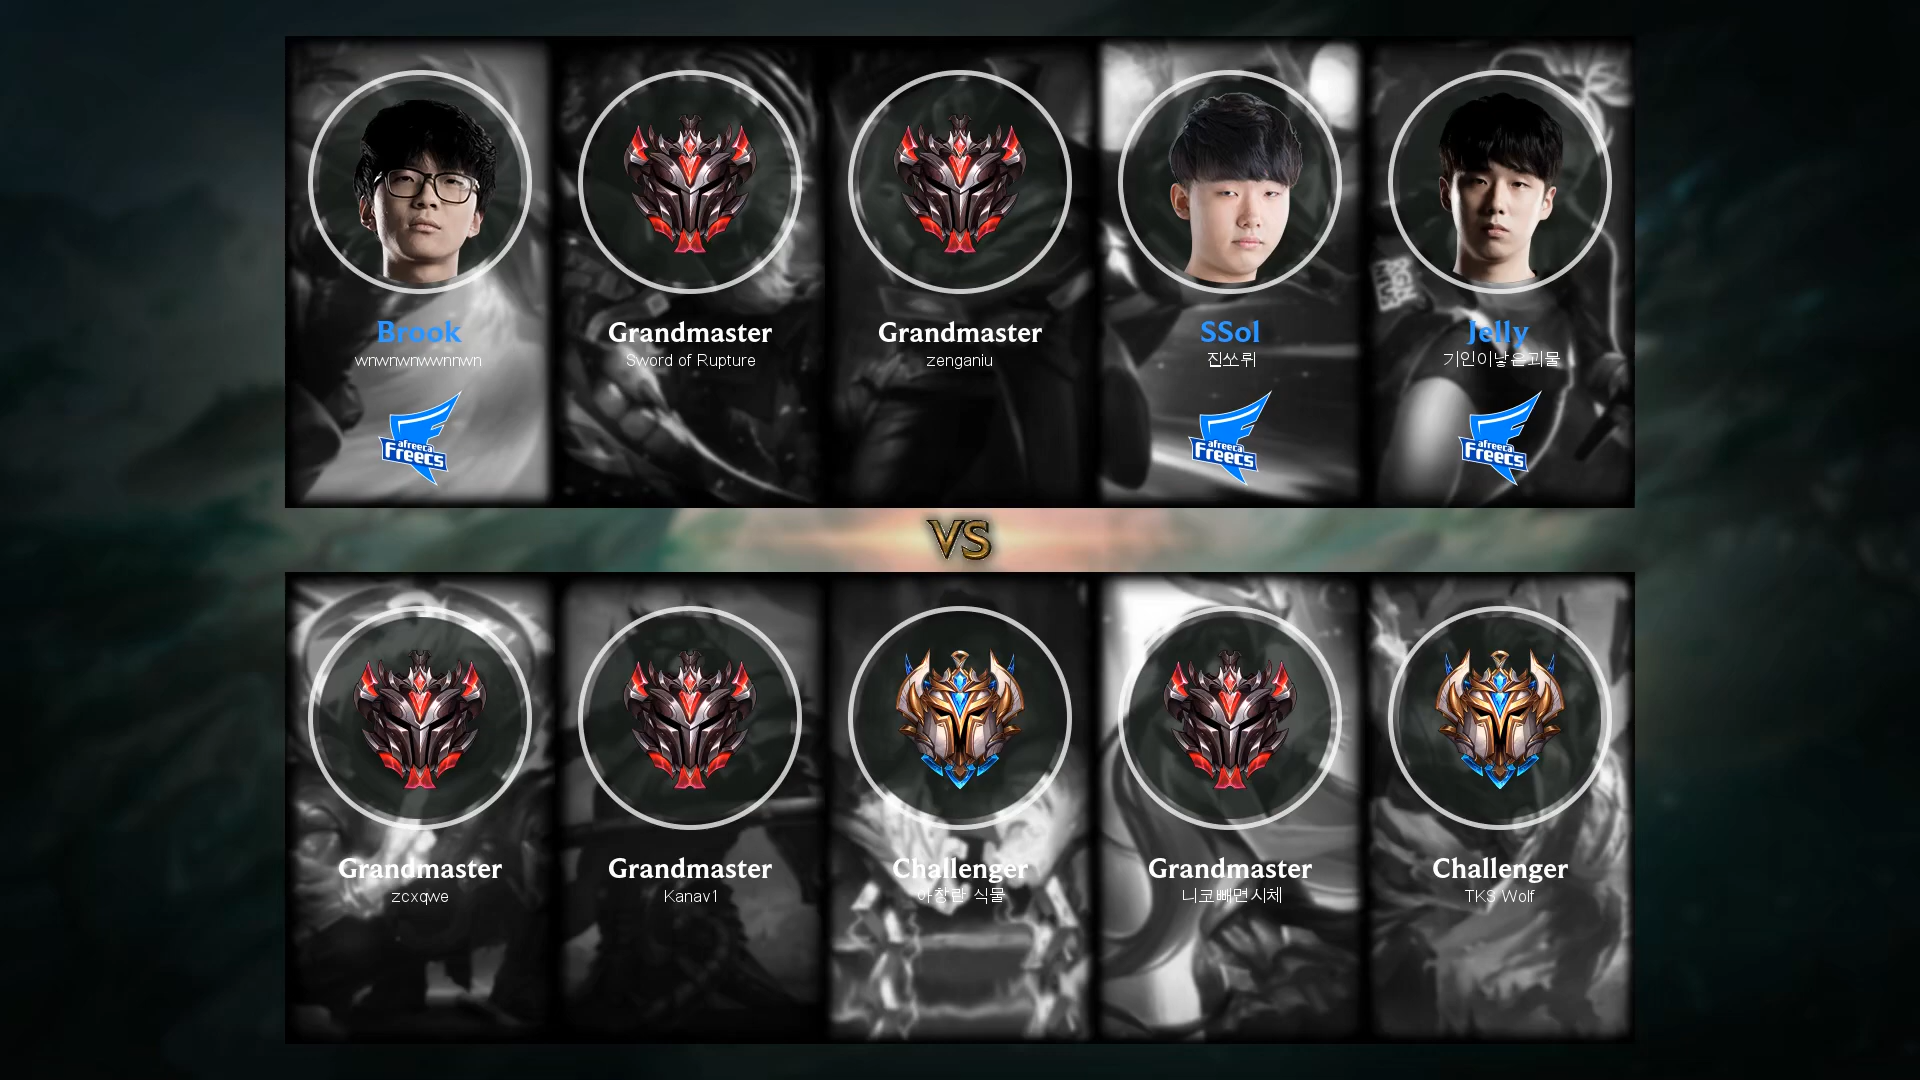 Brook
wnwnwnwwnnwn
afreeca
Freecs
Grandmaster
Sword of Rupture
Grandmaster
zenganiu
SSol
진쏘뤼
afreeca
Freecs
Jelly
기인이낳은괴물
afreeca
Freecs
VS
Grandmaster
zcxqwe
Grandmaster
Kanav1
Challenger
야창란 식물
Grandmaster
니코빼면시체
Challenger
TKS Wolf